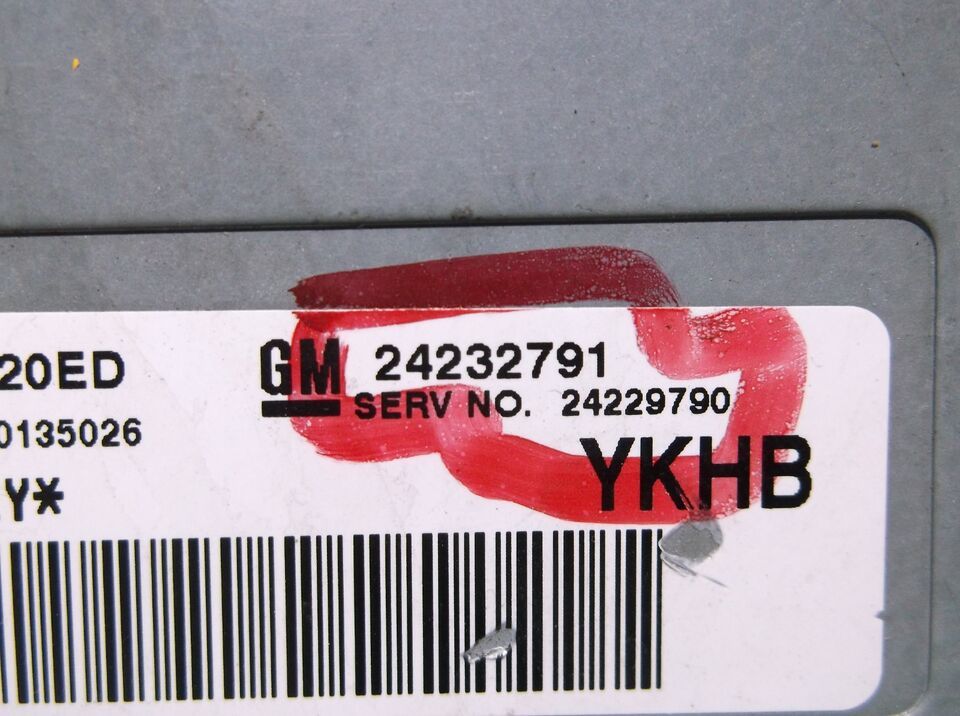 20ED GM 24232791
SERV NO. 24229790
0135026 YKHB
Y*